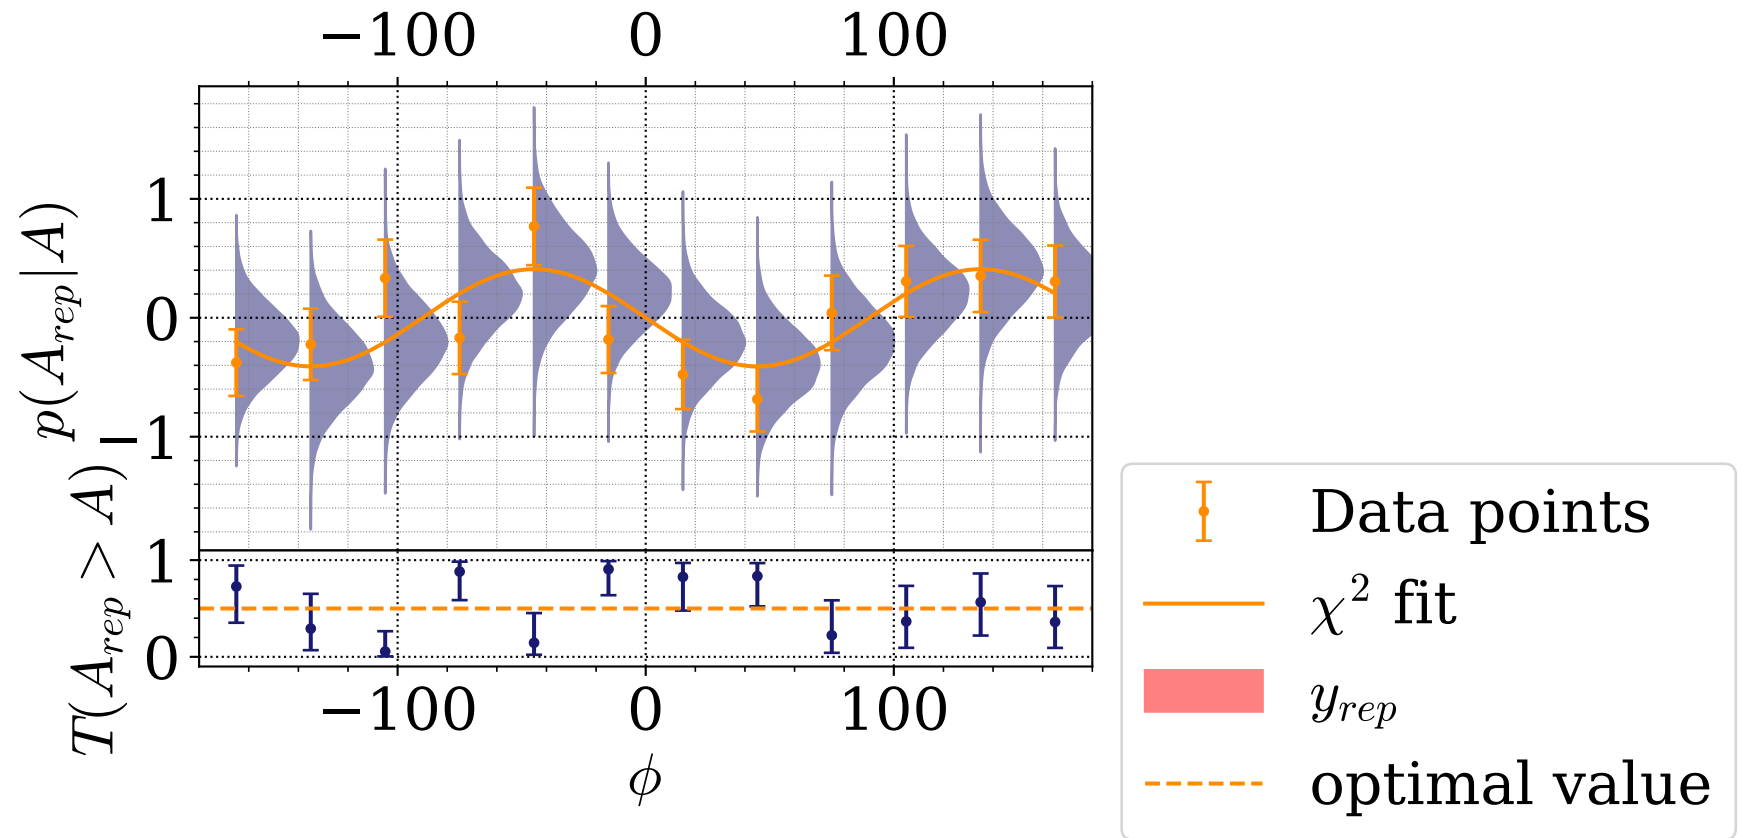 −100 0 100
p(A_rep|A)
1
0
−1
T(A_rep > A)
1
0
−100 0 100
ϕ
Data points
χ² fit
y_rep
optimal value